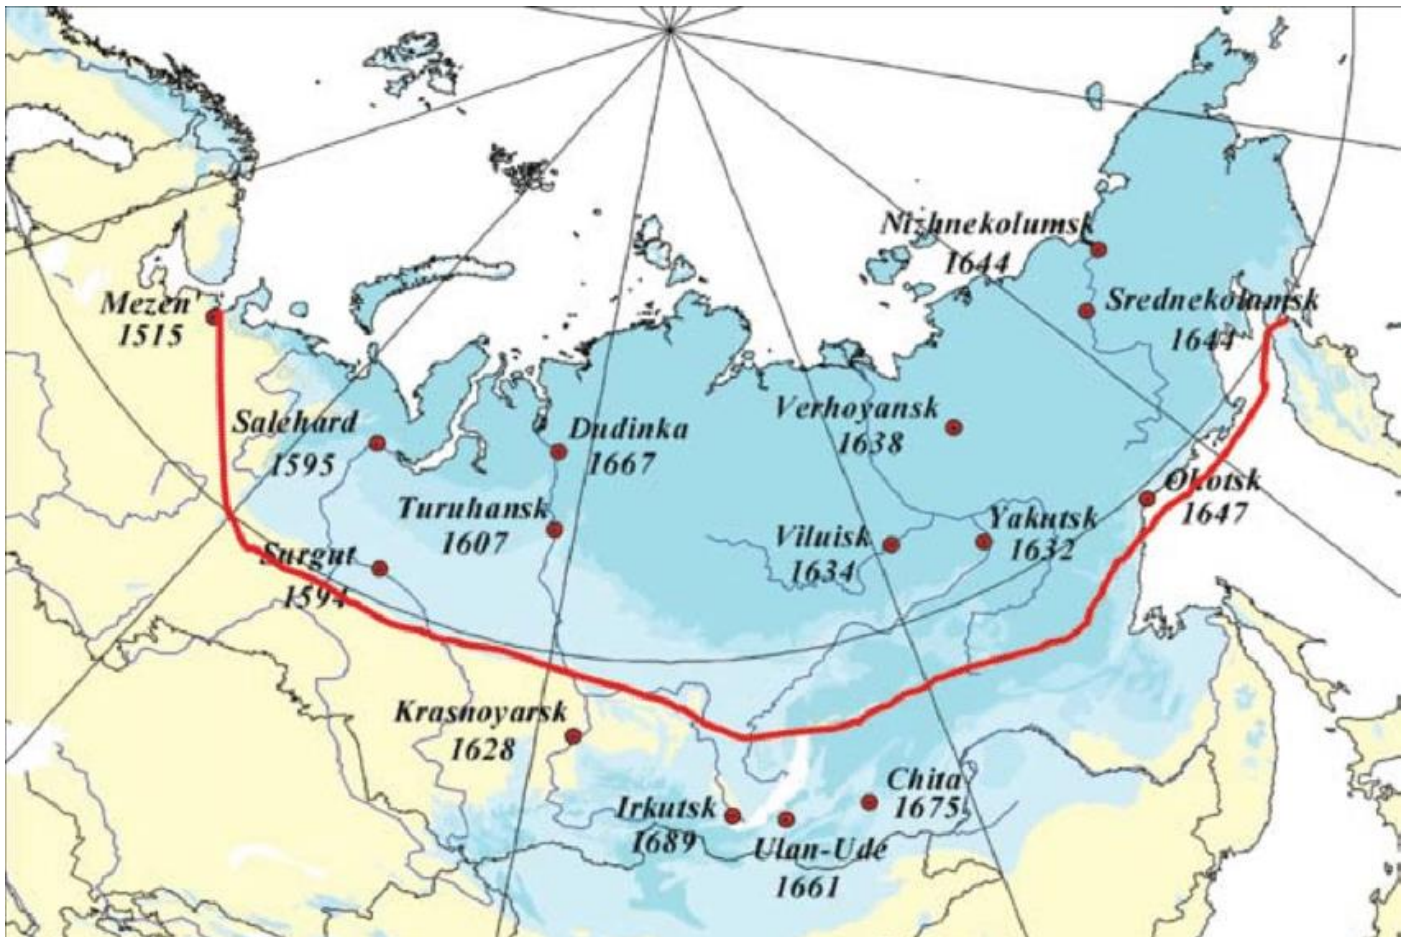 Nizhnekolumsk
1644
Mezen'
1515
Srednekolumsk
1644
Salehard
1595
Dudinka
1667
Verhoyansk
1638
Turuhansk
1607
Okotsk
1647
Viluisk
1634
Yakutsk
1632
Surgut
1594
Krasnoyarsk
1628
Chita
1675
Irkutsk
1689
Ulan-Ude
1661